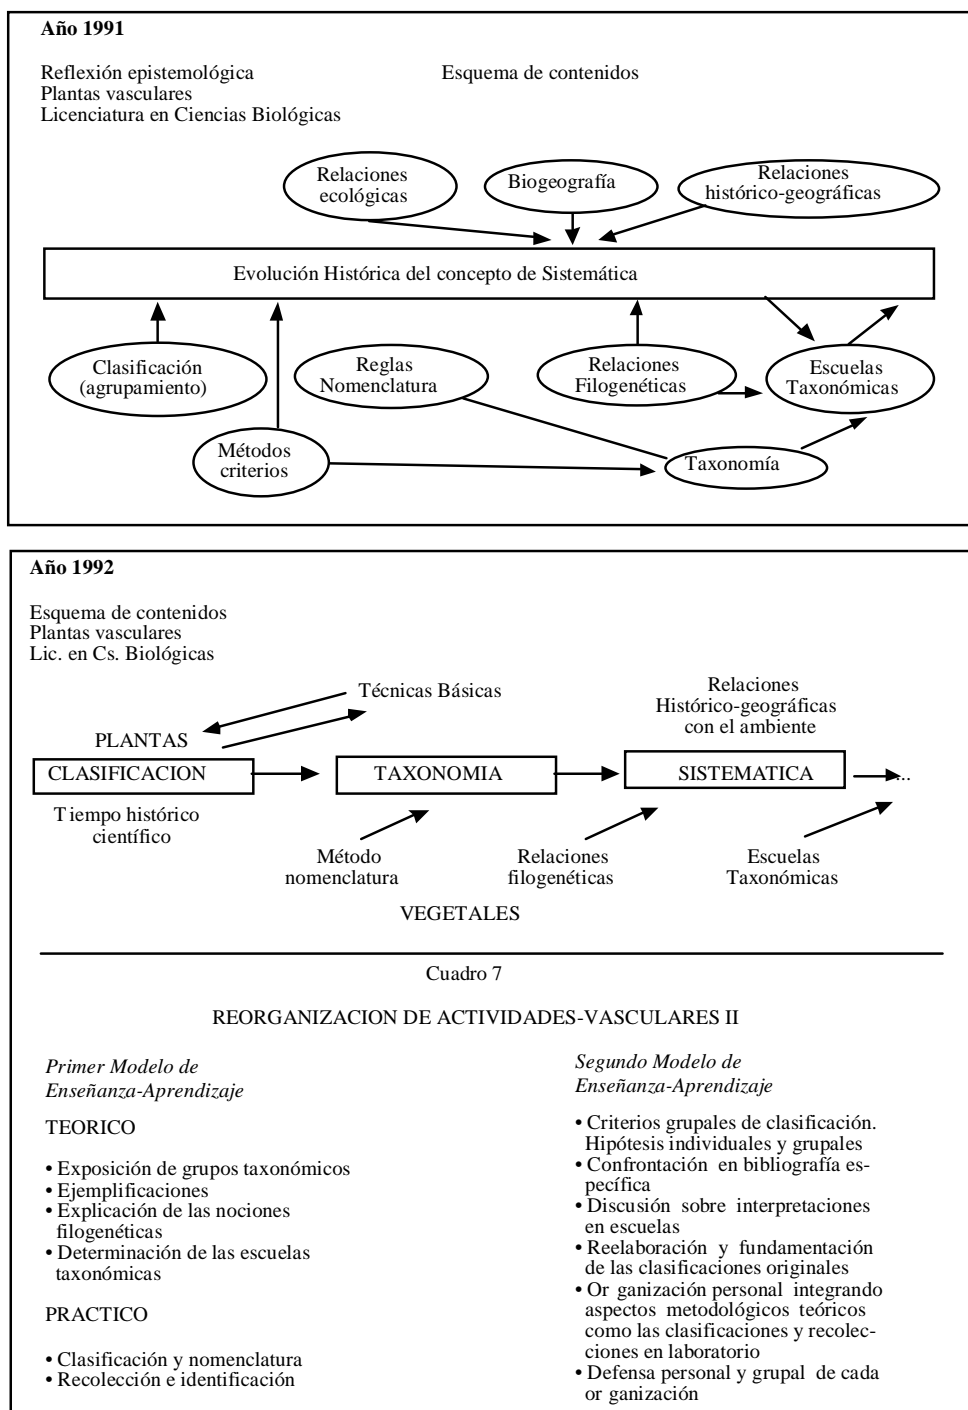 Año 1991
Reflexión epistemológica
Plantas vasculares
Licenciatura en Ciencias Biológicas
Esquema de contenidos
Relaciones
ecológicas
Biogeografía
Relaciones
histórico-geográficas
Evolución Histórica del concepto de Sistemática
Clasificación
(agrupamiento)
Reglas
Nomenclatura
Relaciones
Filogenéticas
Escuelas
Taxonómicas
Métodos
criterios
Taxonomía
Año 1992
Esquema de contenidos
Plantas vasculares
Lic. en Cs. Biológicas
Técnicas Básicas
Relaciones
Histórico-geográficas
con el ambiente
PLANTAS
CLASIFICACION
TAXONOMIA
SISTEMATICA
...
Tiempo histórico
científico
Método
nomenclatura
Relaciones
filogenéticas
Escuelas
Taxonómicas
VEGETALES
Cuadro 7
REORGANIZACION DE ACTIVIDADES-VASCULARES II
Primer Modelo de
Enseñanza-Aprendizaje
TEORICO
• Exposición de grupos taxonómicos
• Ejemplificaciones
• Explicación de las nociones
filogenéticas
• Determinación de las escuelas
taxonómicas
PRACTICO
• Clasificación y nomenclatura
• Recolección e identificación
Segundo Modelo de
Enseñanza-Aprendizaje
• Criterios grupales de clasificación.
Hipótesis individuales y grupales
• Confrontación en bibliografía es-
pecífica
• Discusión sobre interpretaciones
en escuelas
• Reelaboración y fundamentación
de las clasificaciones originales
• Or ganización personal integrando
aspectos metodológicos teóricos
como las clasificaciones y recolec-
ciones en laboratorio
• Defensa personal y grupal de cada
or ganización